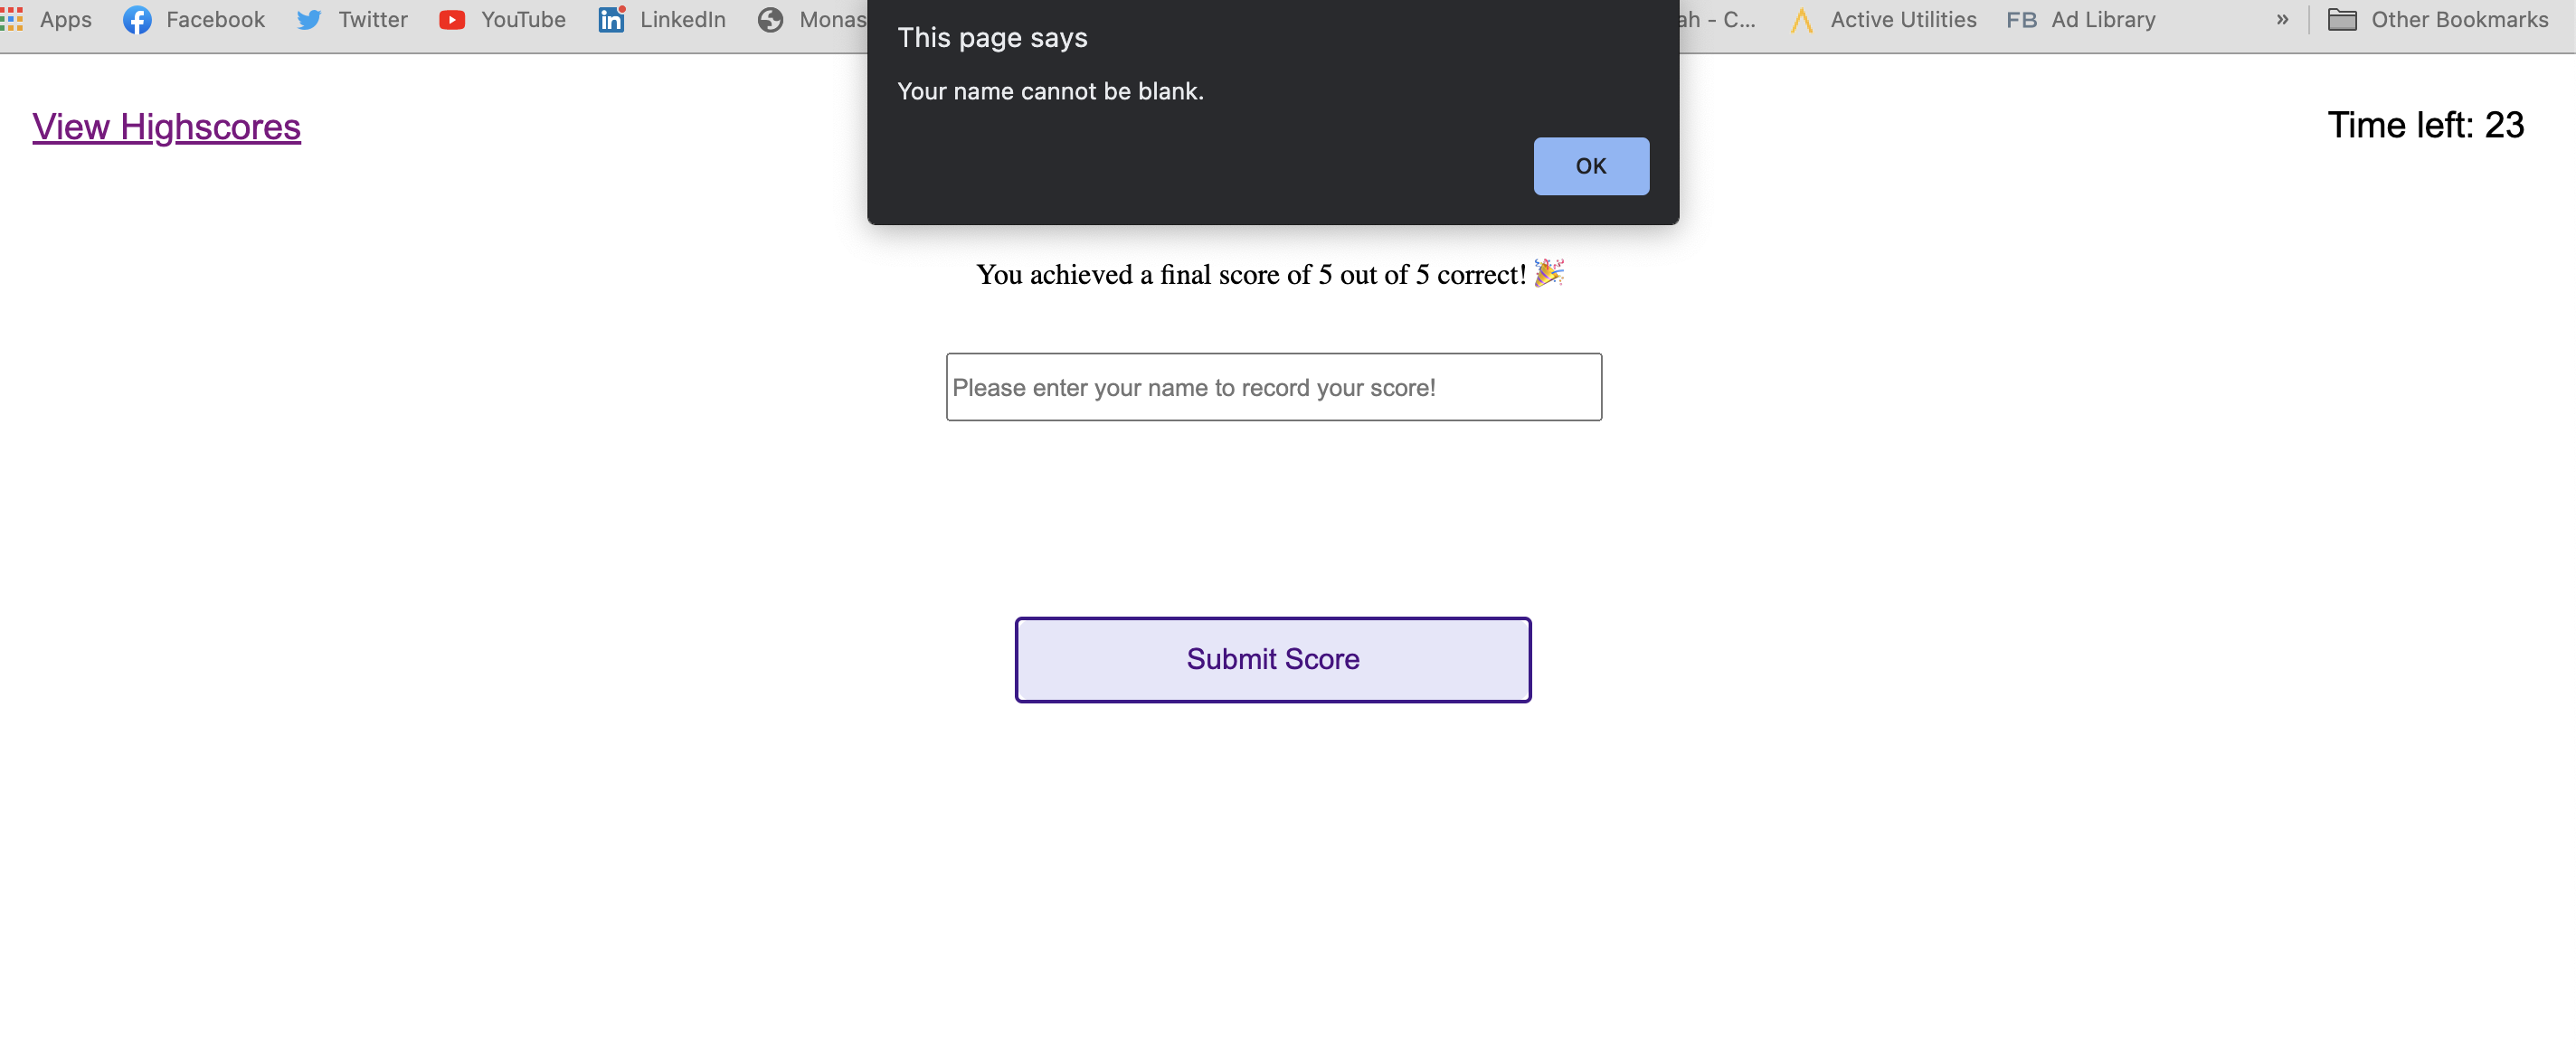 Apps Facebook Twitter YouTube LinkedIn Monas ah - C... Active Utilities FB Ad Library » Other Bookmarks
This page says
Your name cannot be blank.
OK
View Highscores
Time left: 23
You achieved a final score of 5 out of 5 correct! 🎉
Please enter your name to record your score!
Submit Score